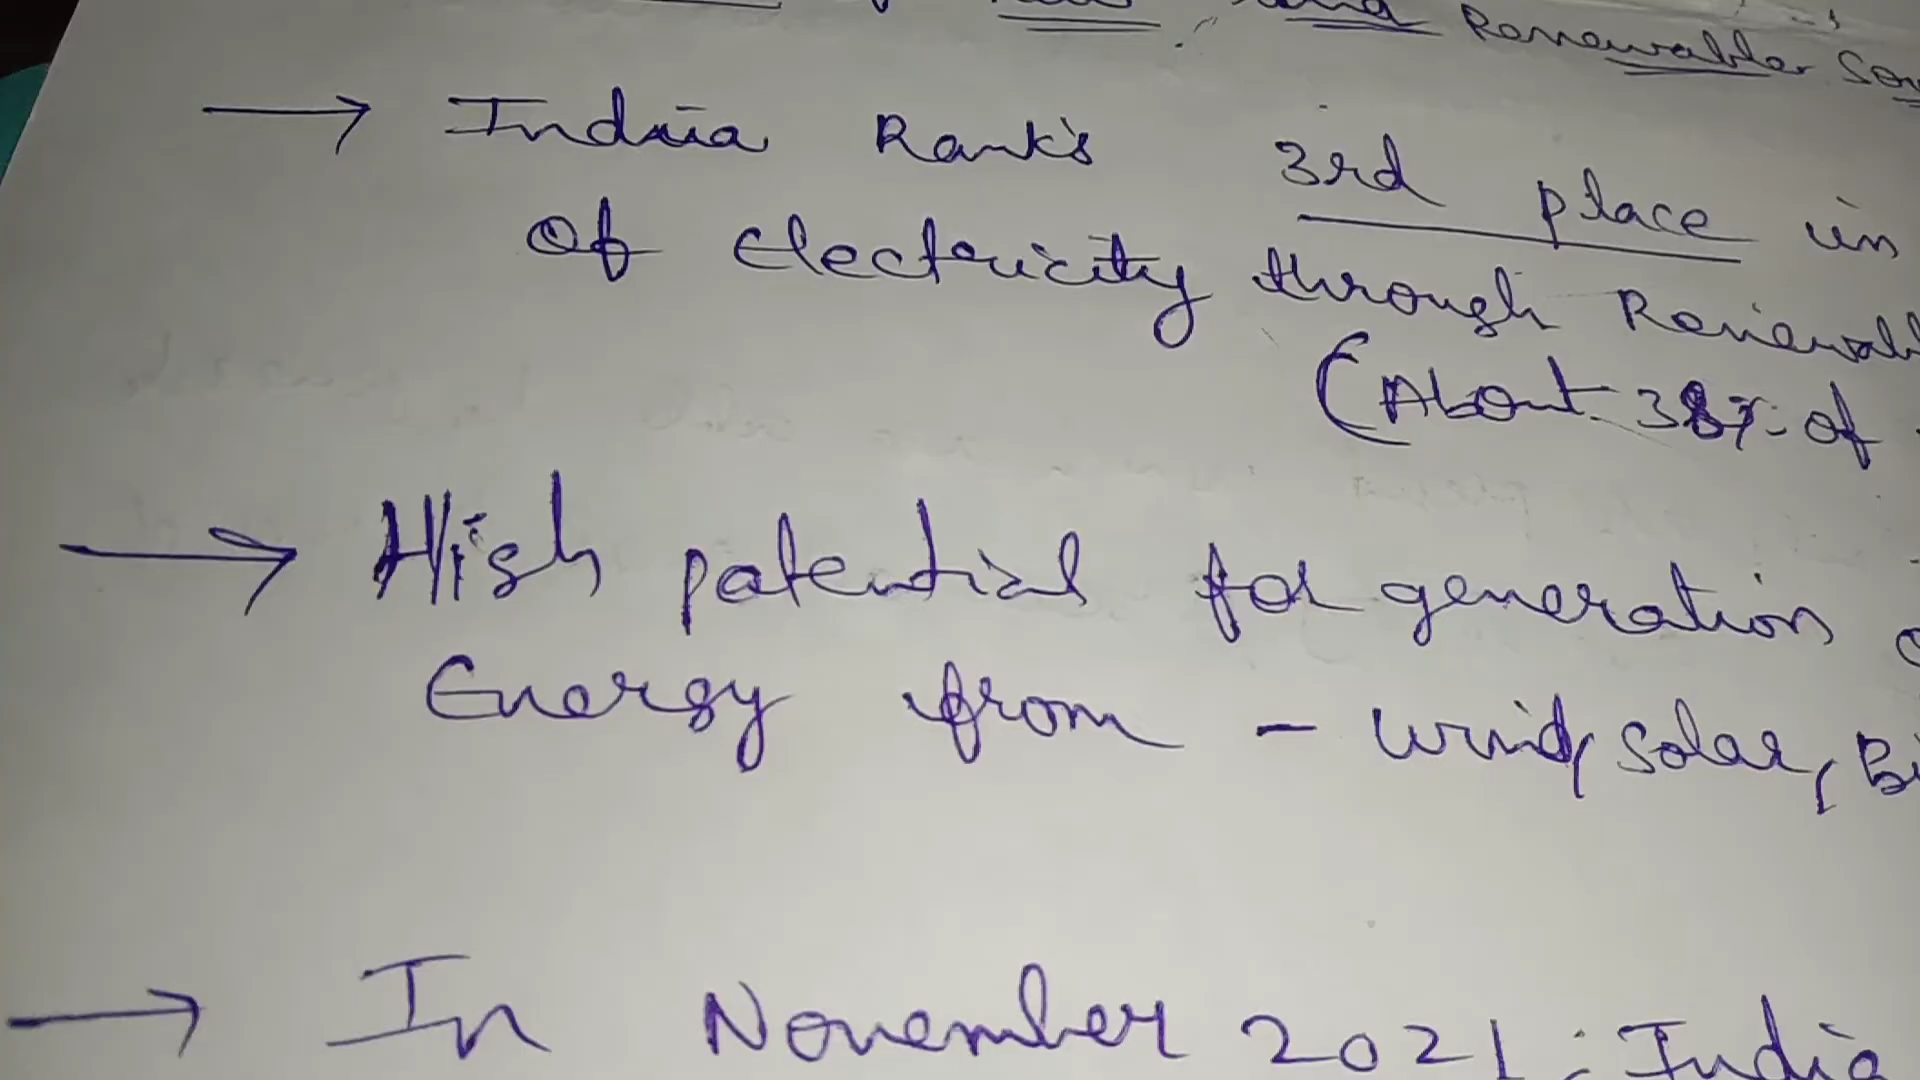 and Renewable
→ India Rank's 3rd place in
of electricity through
(About 38% of
→ High potential for generation
Energy from - wind, solar,
→ In November 2021: India